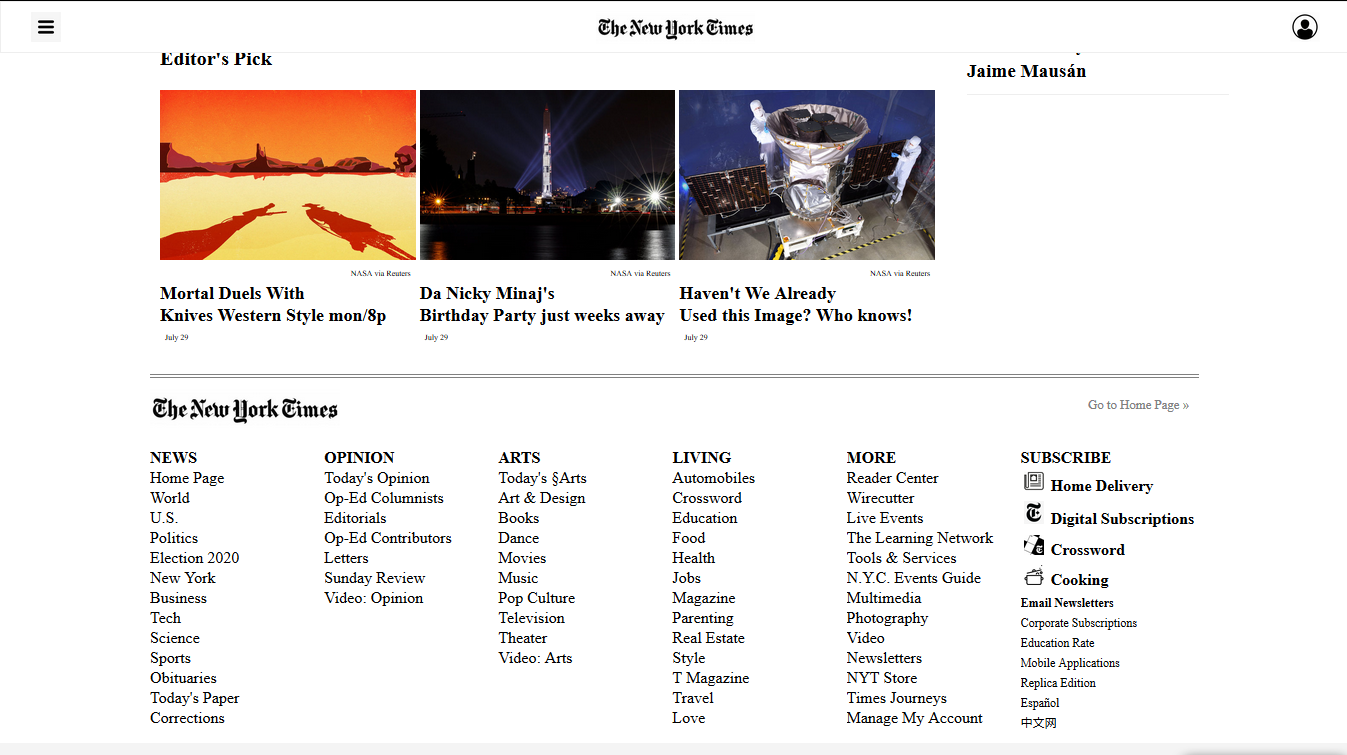 The New York Times
Editor's Pick
Jaime Mausán
NASA via Reuters
NASA via Reuters
NASA via Reuters
Mortal Duels With
Knives Western Style mon/8p
July 29
Da Nicky Minaj's
Birthday Party just weeks away
July 29
Haven't We Already
Used this Image? Who knows!
July 29
The New York Times
Go to Home Page »
NEWS
Home Page
World
U.S.
Politics
Election 2020
New York
Business
Tech
Science
Sports
Obituaries
Today's Paper
Corrections
OPINION
Today's Opinion
Op-Ed Columnists
Editorials
Op-Ed Contributors
Letters
Sunday Review
Video: Opinion
ARTS
Today's §Arts
Art & Design
Books
Dance
Movies
Music
Pop Culture
Television
Theater
Video: Arts
LIVING
Automobiles
Crossword
Education
Food
Health
Jobs
Magazine
Parenting
Real Estate
Style
T Magazine
Travel
Love
MORE
Reader Center
Wirecutter
Live Events
The Learning Network
Tools & Services
N.Y.C. Events Guide
Multimedia
Photography
Video
Newsletters
NYT Store
Times Journeys
Manage My Account
SUBSCRIBE
Home Delivery
Digital Subscriptions
Crossword
Cooking
Email Newsletters
Corporate Subscriptions
Education Rate
Mobile Applications
Replica Edition
Español
中文网